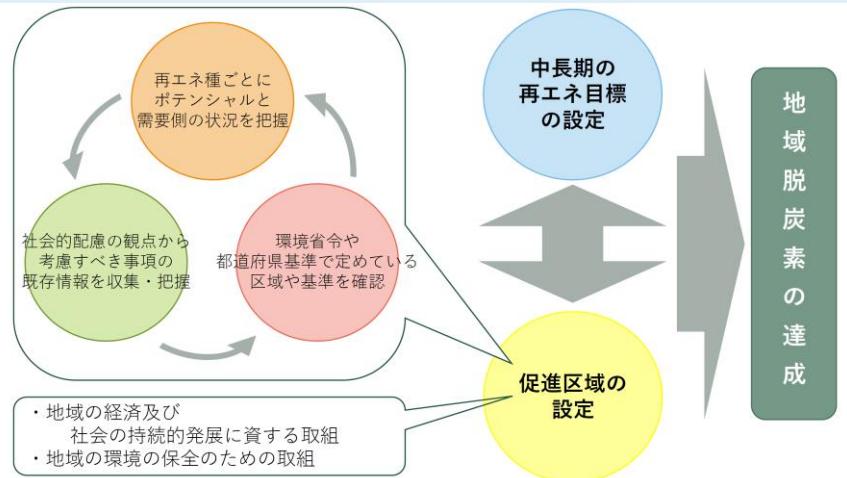 再エネ種ごとに
ポテンシャルと
需要側の状況を把握
社会的配慮の観点から
考慮すべき事項の
既存情報を収集・把握
環境省令や
都道府県基準で定めている
区域や基準を確認
・地域の経済及び
社会の持続的発展に資する取組
・地域の環境の保全のための取組
中長期の
再エネ目標
の設定
促進区域の
設定
地域脱炭素の達成